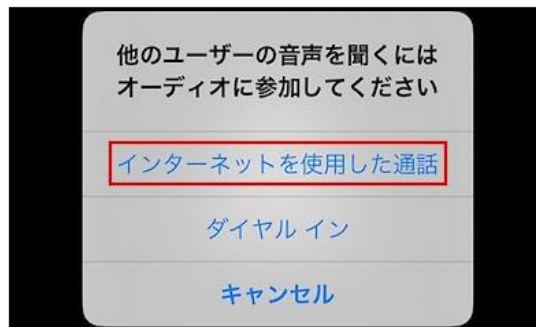 他のユーザーの音声を聞くには
オーディオに参加してください
インターネットを使用した通話
ダイヤル イン
キャンセル